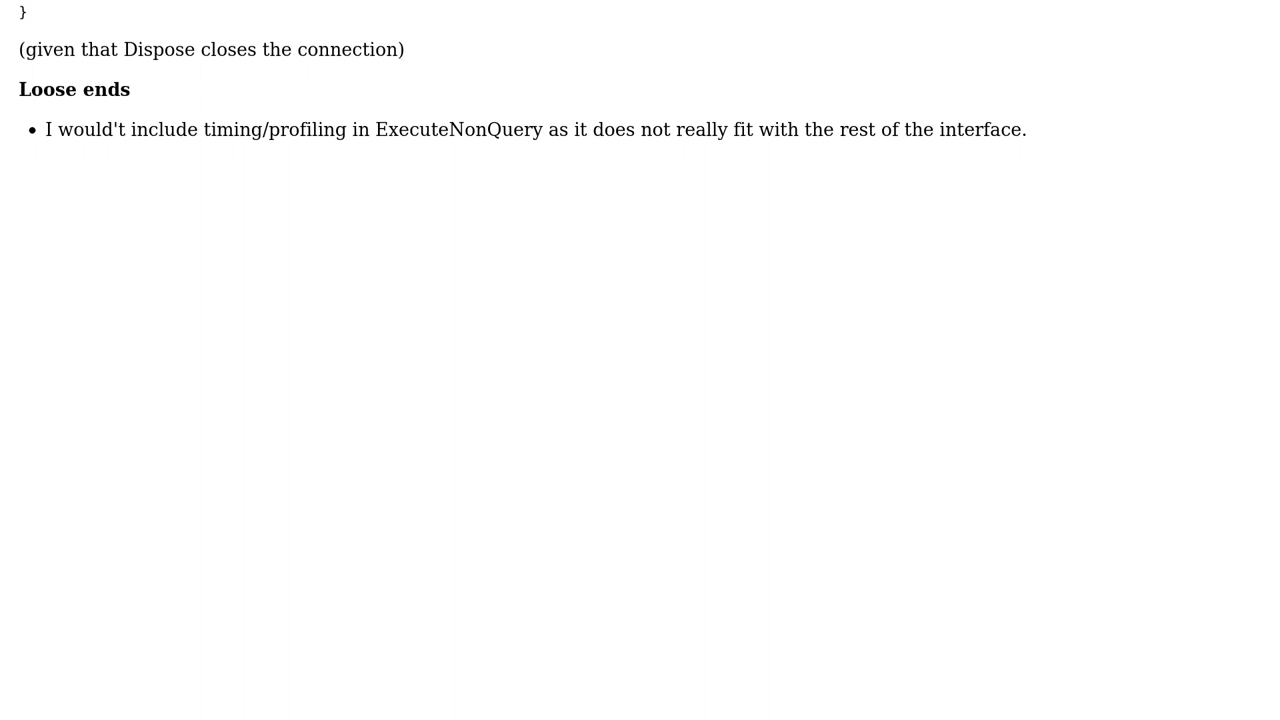 }
(given that Dispose closes the connection)
Loose ends
• I would't include timing/profiling in ExecuteNonQuery as it does not really fit with the rest of the interface.